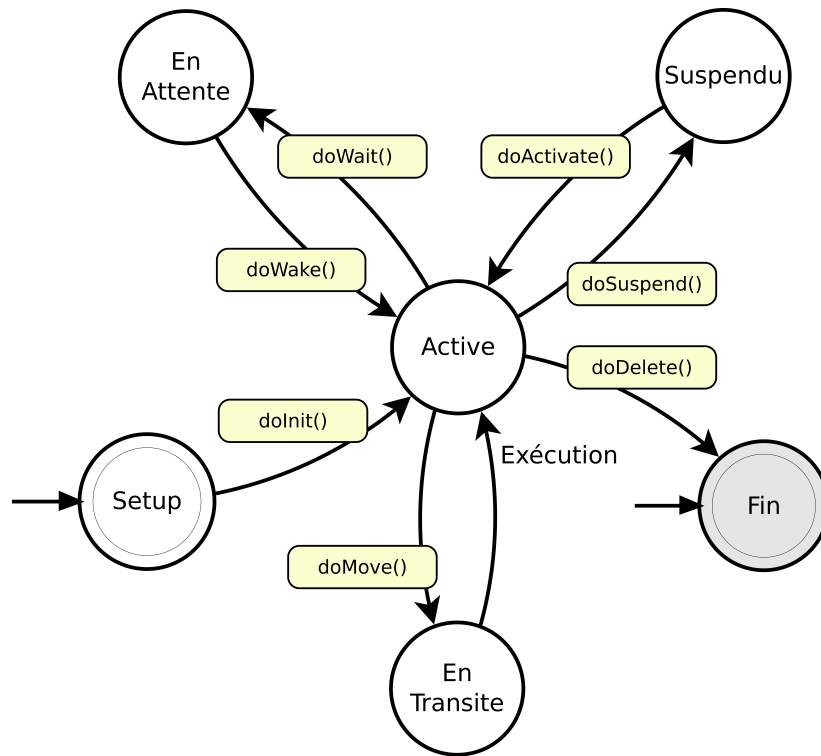 En
Attente
Suspendu
doWait()
doActivate()
doWake()
doSuspend()
Active
doDelete()
doInit()
Exécution
Setup
Fin
doMove()
En
Transite